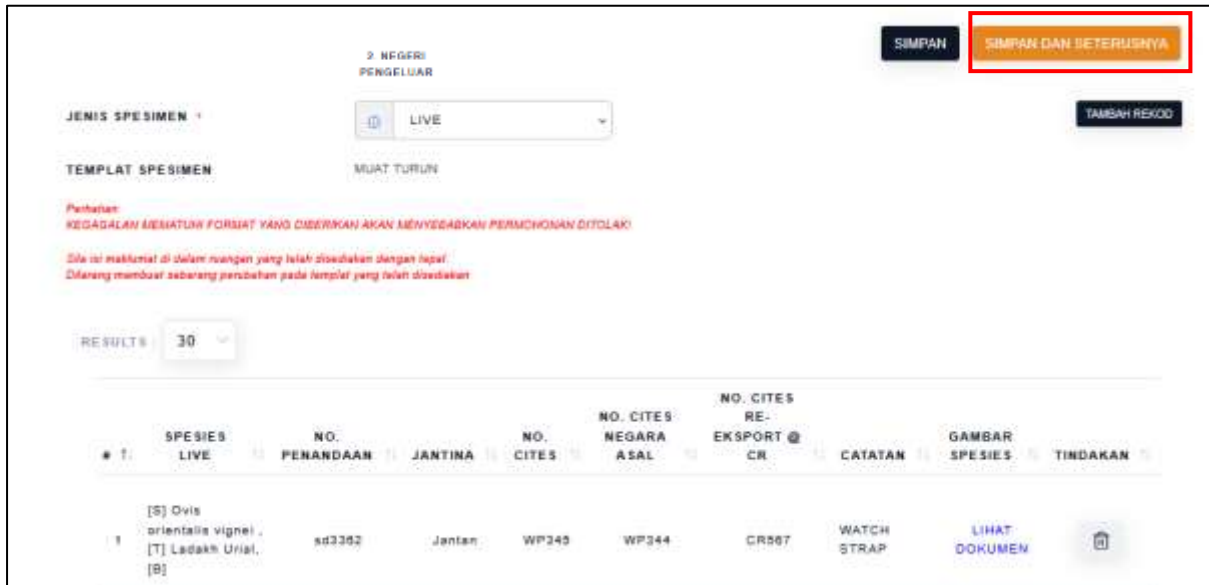 SIMPAN
SIMPAN DAN SETERUSNYA
2. NEGERI
PENGELUAR
JENIS SPESIMEN *
LIVE
TAMBAH REKOD
TEMPLAT SPESIMEN
MUAT TURUN
Perhatian:
KEGAGALAN MEMATUHI FORMAT YANG DIBERIKAN AKAN MENYEBABKAN PERMOHONAN DITOLAK!
Sila isi maklumat di dalam ruangan yang telah disediakan dengan tepat
Dilarang membuat sebarang perubahan pada templat yang telah disediakan
RESULTS : 30
NO. CITES
NO. CITES RE-
SPESIES NO. NO. NEGARA EKSPORT @ GAMBAR
# LIVE PENANDAAN JANTINA CITES ASAL CR CATATAN SPESIES TINDAKAN
[S] Ovis
orientalis vignei ,
[T] Ladakh Urial,
[B]
1 sd3362 Jantan WP345 WP344 CR567
WATCH
STRAP
LIHAT
DOKUMEN